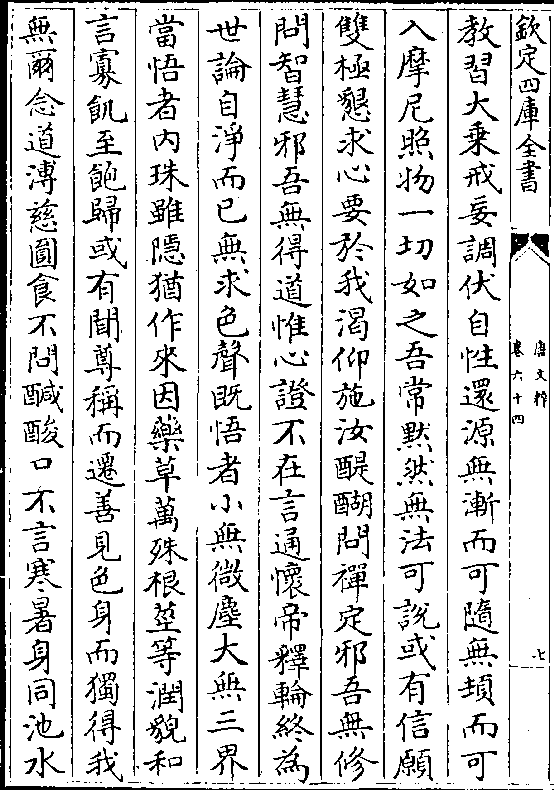 欽定四庫全書
唐文粹
卷六十四
七
教習大乗戒妄調伏自性還源無漸而可隨無頓而可
入摩尼照物一切如之吾常黙然無法可說或有信願
雙極懇求心要於我渴仰施汝醍醐問禪定邪吾無修
問智慧邪吾無得道惟心證不在言通懷帝釋輪終為
世論自淨而已無求色聲既悟者小無微塵大無三界
當悟者内珠雖隱猶作來因藥草萬殊根莖等潤貌和
言寡飢至飽歸或有聞尊稱而遷善見色身而獨得我
無爾念道溥慈圓食不問鹹酸口不言寒暑身同池水